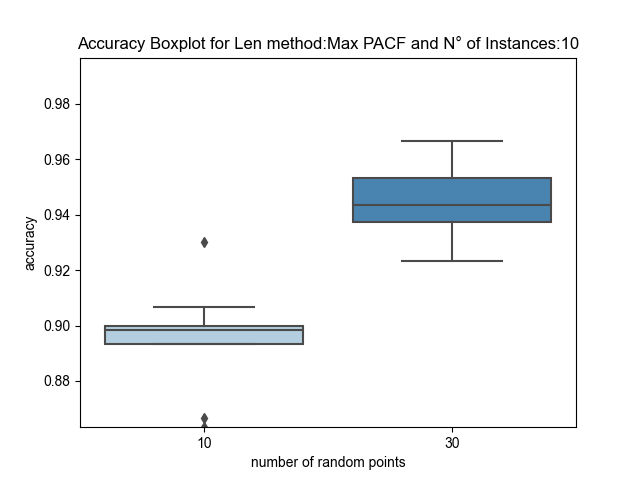 Accuracy Boxplot for Len method:Max PACF and N° of Instances:10
0.98
0.96
0.94
0.92
0.90
0.88
accuracy
10 30
number of random points